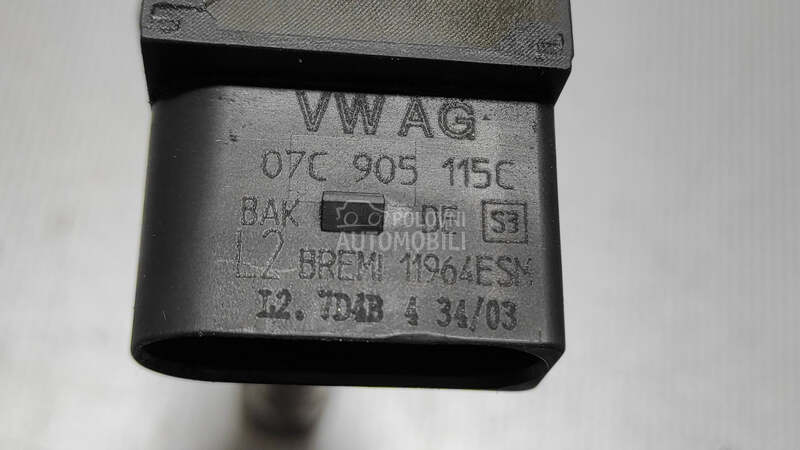 VW AG
07C 905 115C
BAK DE S3
POLOVNI
AUTOMOBILI
L2 BREMI 11964ESM
L2. 7D4B 4 34/03